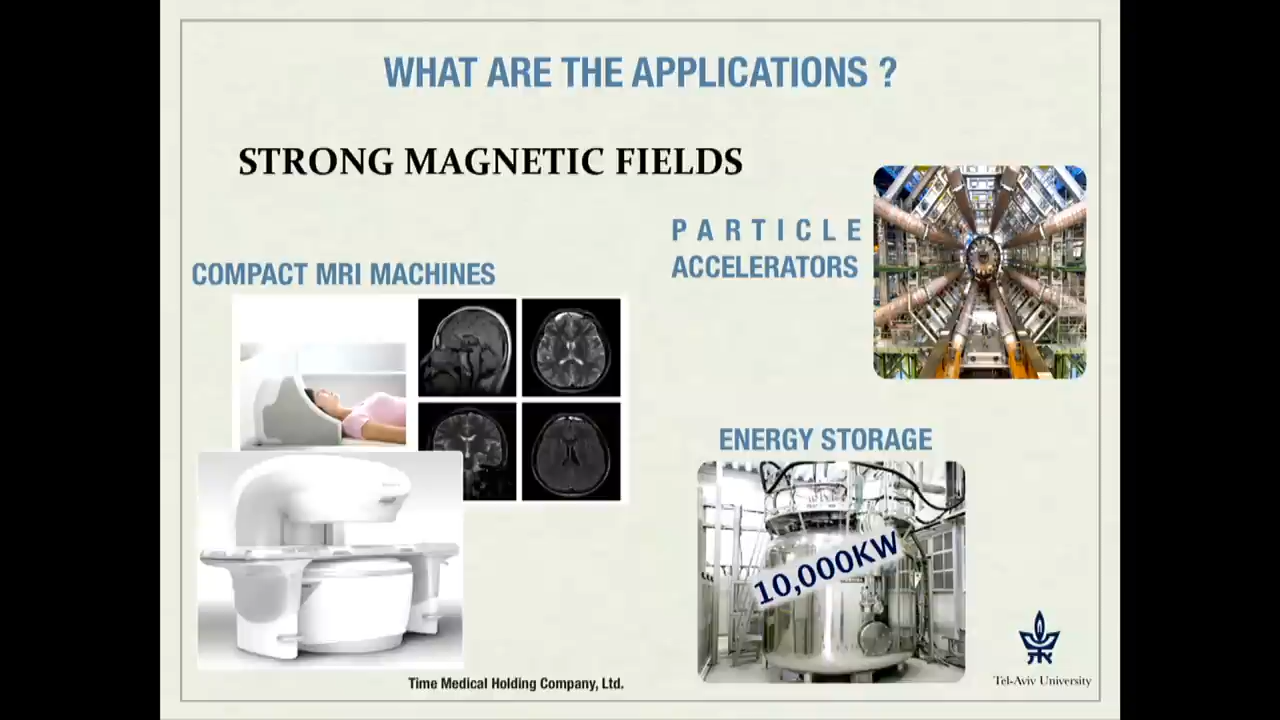 WHAT ARE THE APPLICATIONS ?
STRONG MAGNETIC FIELDS
PARTICLE
ACCELERATORS
COMPACT MRI MACHINES
ENERGY STORAGE
10,000KW
Time Medical Holding Company, Ltd.
Tel-Aviv University